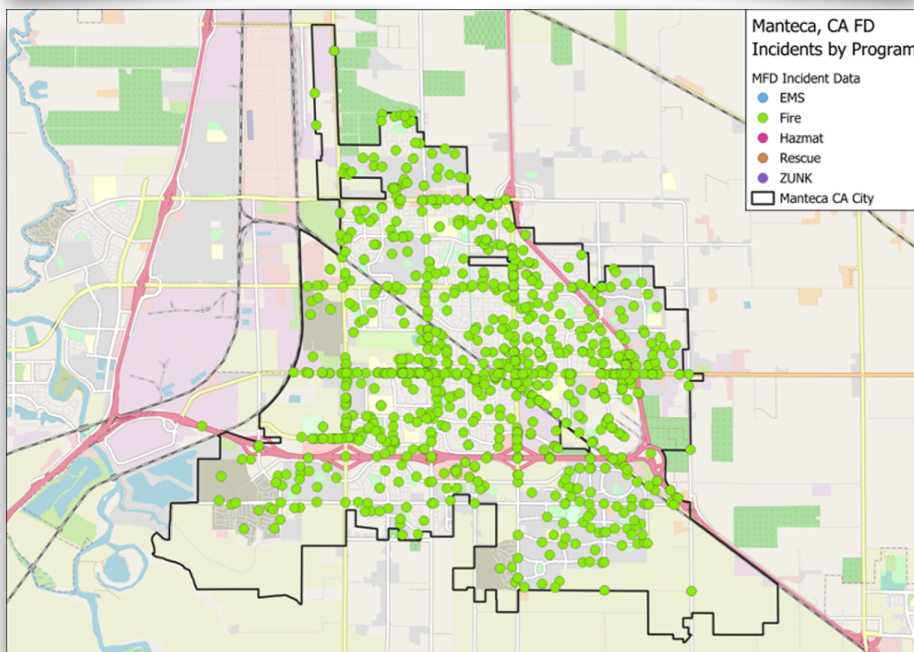 Manteca, CA FD
Incidents by Program
MFD Incident Data
EMS
Fire
Hazmat
Rescue
ZUNK
Manteca CA City